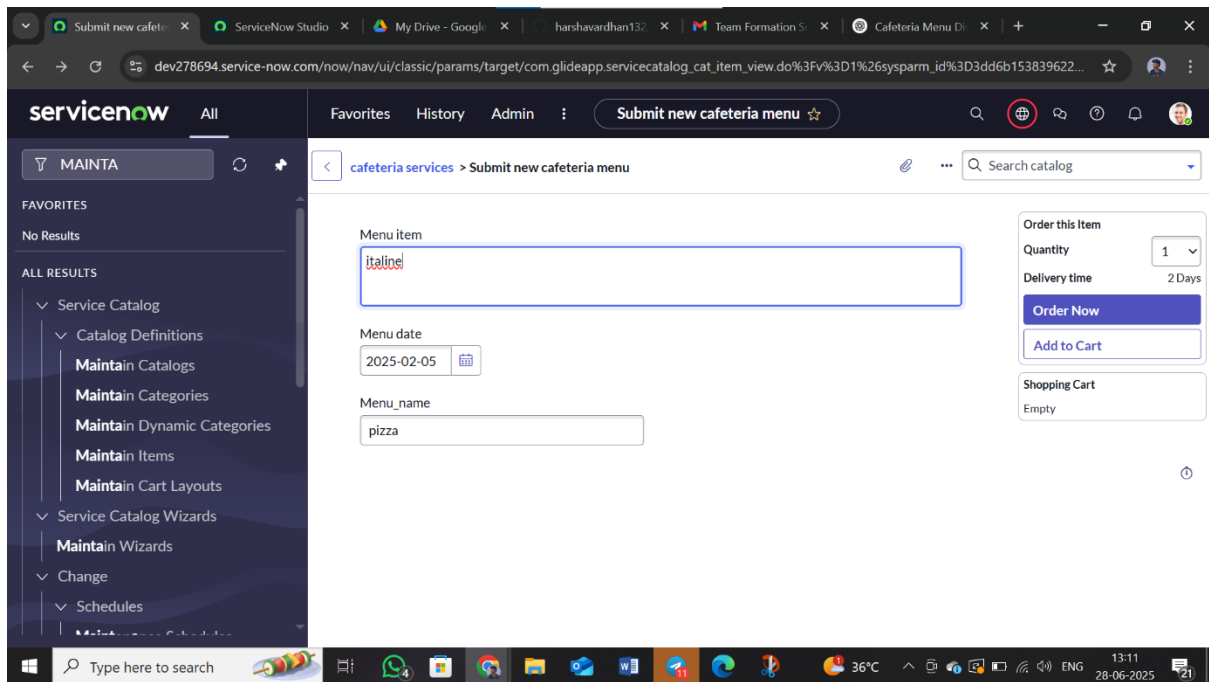 Submit new cafete
ServiceNow Studio
My Drive - Google
harshavardhan132
Team Formation S
Cafeteria Menu Di
dev278694.service-now.com/now/nav/ui/classic/params/target/com.glideapp.servicecatalog_cat_item_view.do%3Fv%3D1%26sysparm_id%3D3dd6b153839622...
servicenow All Favorites History Admin Submit new cafeteria menu
MAINTA
cafeteria services > Submit new cafeteria menu
Search catalog
FAVORITES
No Results
ALL RESULTS
Service Catalog
Catalog Definitions
Maintain Catalogs
Maintain Categories
Maintain Dynamic Categories
Maintain Items
Maintain Cart Layouts
Service Catalog Wizards
Maintain Wizards
Change
Schedules
Menu item
italine
Menu date
2025-02-05
Menu_name
pizza
Order this Item
Quantity 1
Delivery time 2 Days
Order Now
Add to Cart
Shopping Cart
Empty
Type here to search
4
11
1
36°C
ENG
13:11
28-06-2025
21